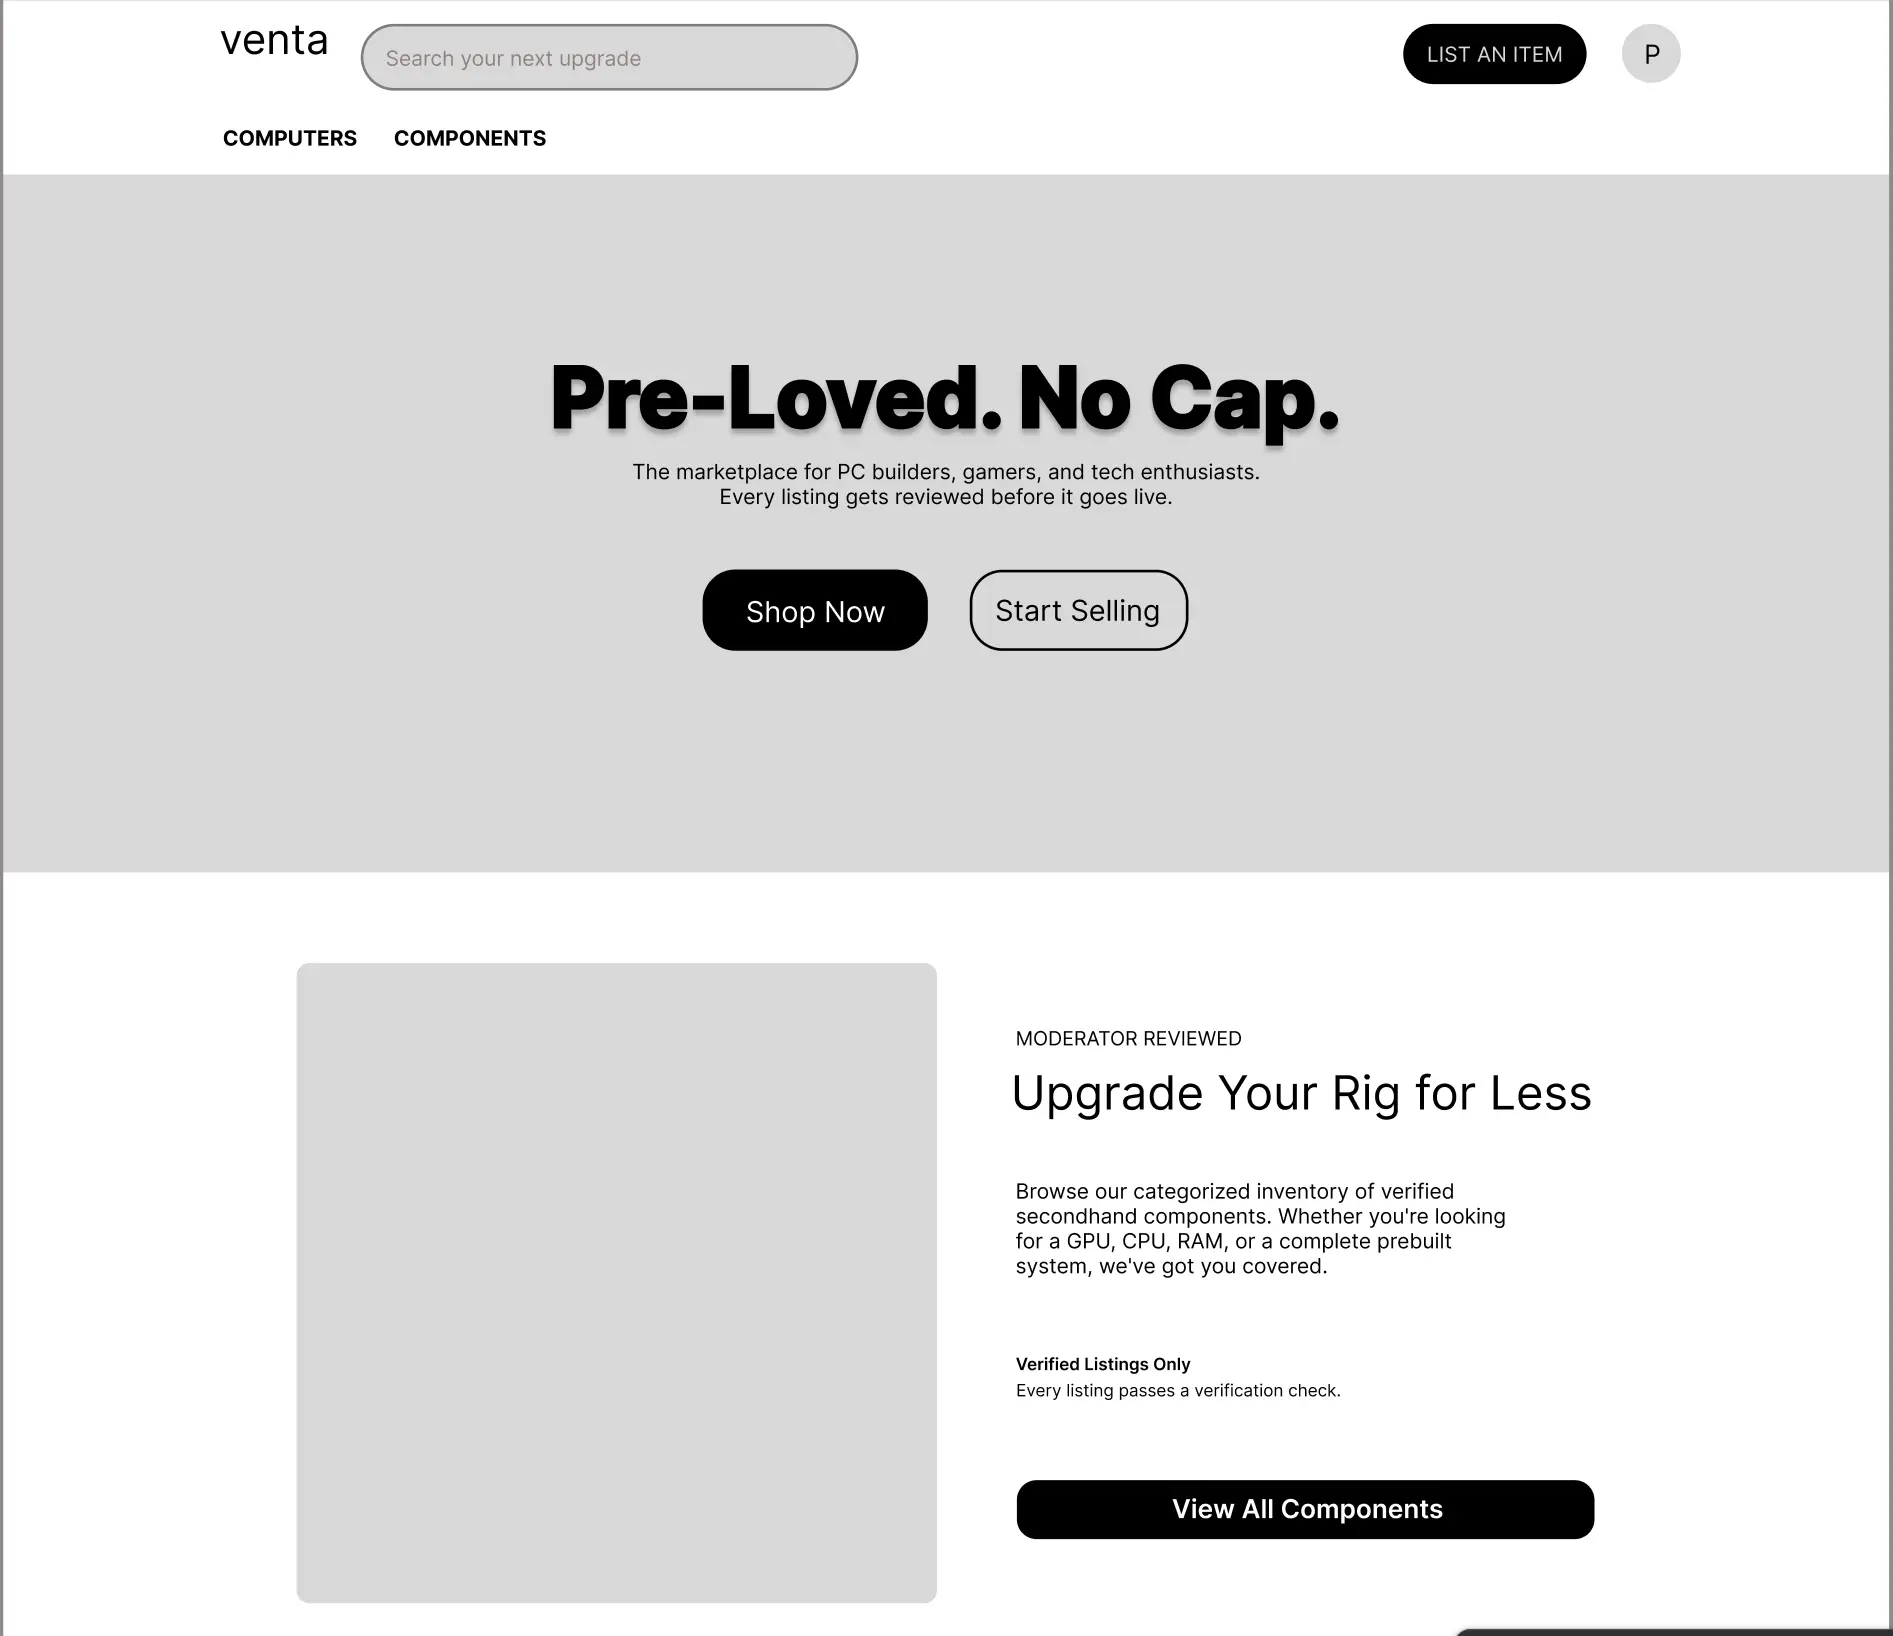 venta
Search your next upgrade
LIST AN ITEM
P
COMPUTERS
COMPONENTS
Pre-Loved. No Cap.
The marketplace for PC builders, gamers, and tech enthusiasts.
Every listing gets reviewed before it goes live.
Shop Now
Start Selling
MODERATOR REVIEWED
Upgrade Your Rig for Less
Browse our categorized inventory of verified
secondhand components. Whether you're looking
for a GPU, CPU, RAM, or a complete prebuilt
system, we've got you covered.
Verified Listings Only
Every listing passes a verification check.
View All Components